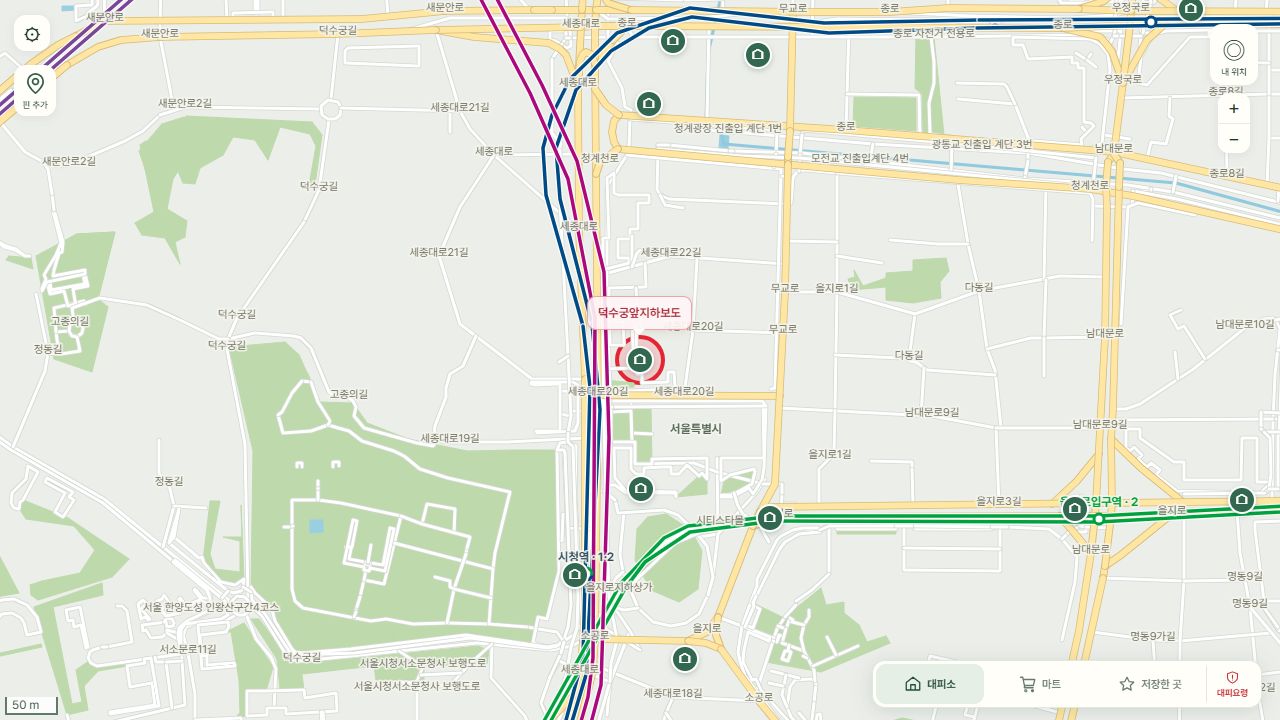 새문안로
세종대로
무교로
종로
우정국로
새문안로
덕수궁길
세종대로
종로
종로
종로 자전거 전용로
핀 추가
내 위치
세종대로
우정국로
종로8길
새문안로2길
세종대로21길
청계광장 진출입 계단 1번
종로
+
−
새문안로2길
세종대로
청계천로
모전교 진출입계단 4번
광통교 진출입 계단 3번
남대문로
종로8길
덕수궁길
청계천로
세종대로
세종대로21길
세종대로22길
무교로
을지로1길
다동길
덕수궁길
고종의길
덕수궁앞지하보도
무교로
남대문로
남대문로10길
정동길
덕수궁길
다동길
고종의길
세종대로20길
세종대로20길
남대문로9길
세종대로19길
서울특별시
남대문로9길
정동길
을지로1길
을지로3길
을지로
시티스타몰
시청역 · 1·2
남대문로
을지로지하상가
명동9길
서울 한양도성 인왕산구간4코스
명동9길
소공로
을지로
명동9가길
서소문로11길
덕수궁길
서울시청서소문청사 보행로
세종대로
서울시청서소문청사 보행로
세종대로18길
소공로
50 m
대피소
마트
저장한 곳
대피요령